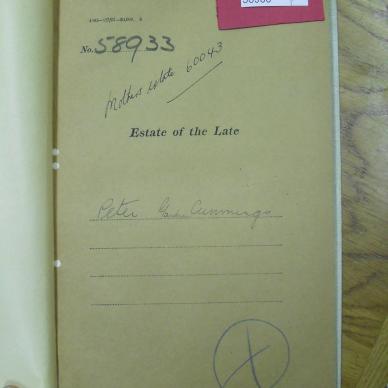 No. 58933
Mothers estate 60043
Estate of the Late
Peter Cummings